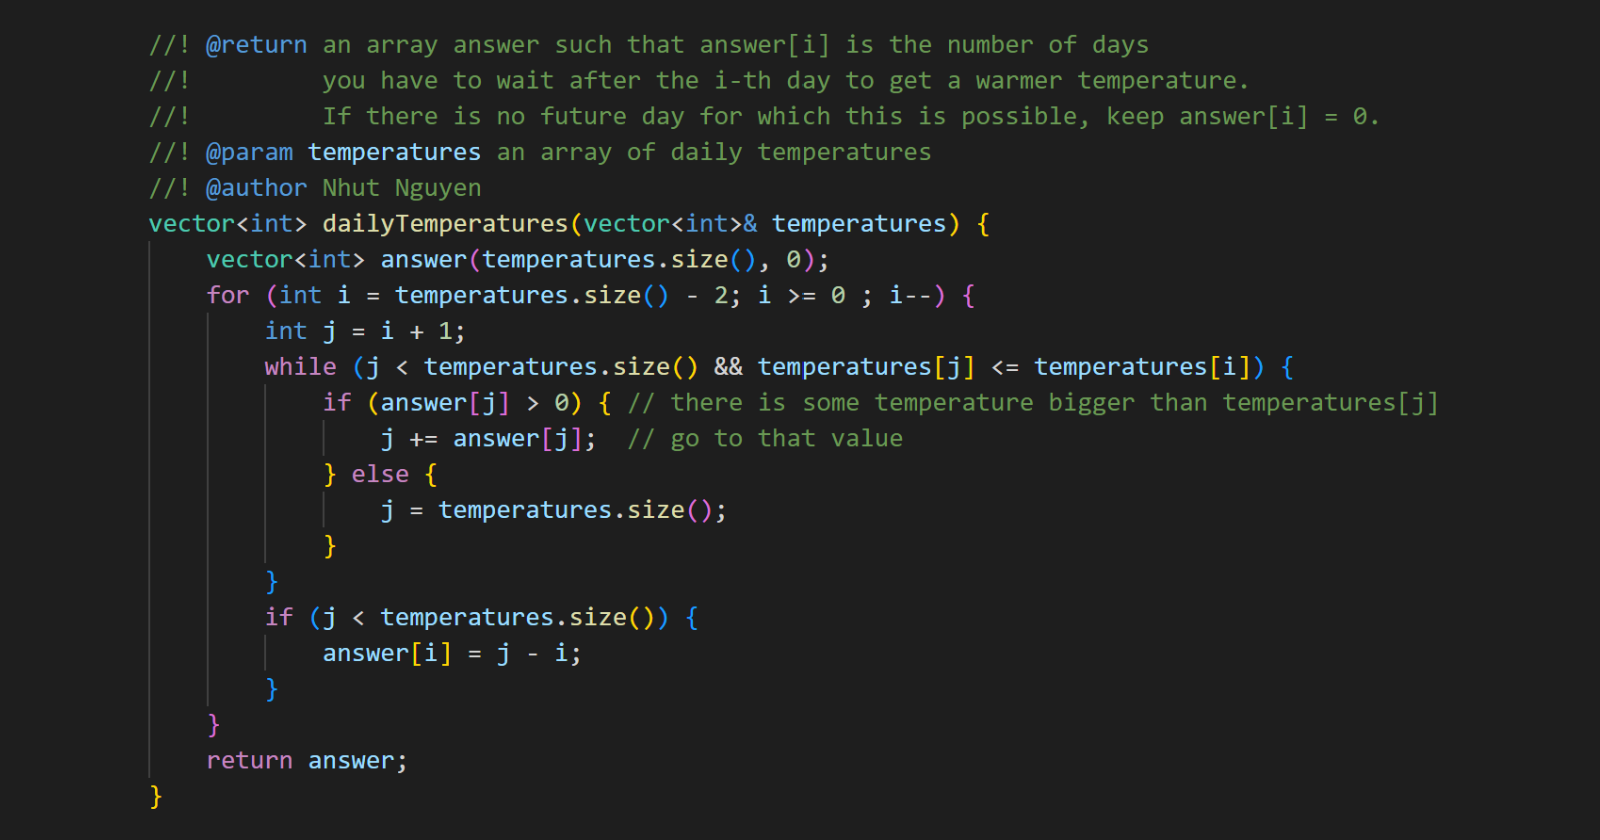 //! @return an array answer such that answer[i] is the number of days
//!         you have to wait after the i-th day to get a warmer temperature.
//!         If there is no future day for which this is possible, keep answer[i] = 0.
//! @param temperatures an array of daily temperatures
//! @author Nhut Nguyen
vector<int> dailyTemperatures(vector<int>& temperatures) {
    vector<int> answer(temperatures.size(), 0);
    for (int i = temperatures.size() - 2; i >= 0 ; i--) {
        int j = i + 1;
        while (j < temperatures.size() && temperatures[j] <= temperatures[i]) {
            if (answer[j] > 0) { // there is some temperature bigger than temperatures[j]
                j += answer[j];  // go to that value
            } else {
                j = temperatures.size();
            }
        }
        if (j < temperatures.size()) {
            answer[i] = j - i;
        }
    }
    return answer;
}